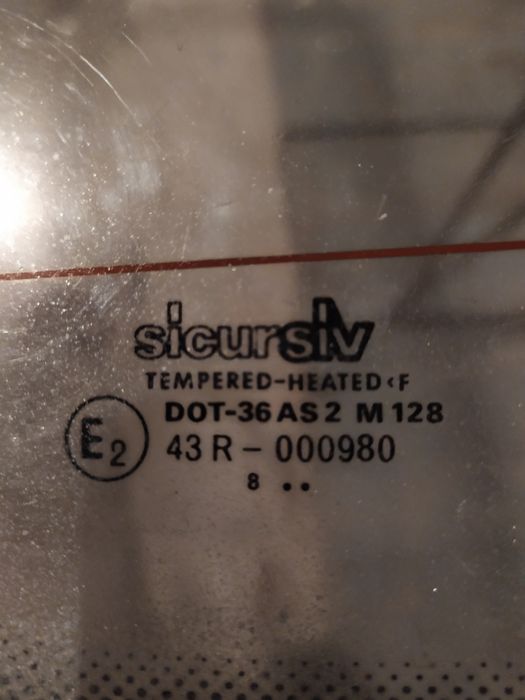 sicursiv
TEMPERED-HEATED<F
DOT-36 AS 2 M 128
E2
43 R - 000980
8 ..